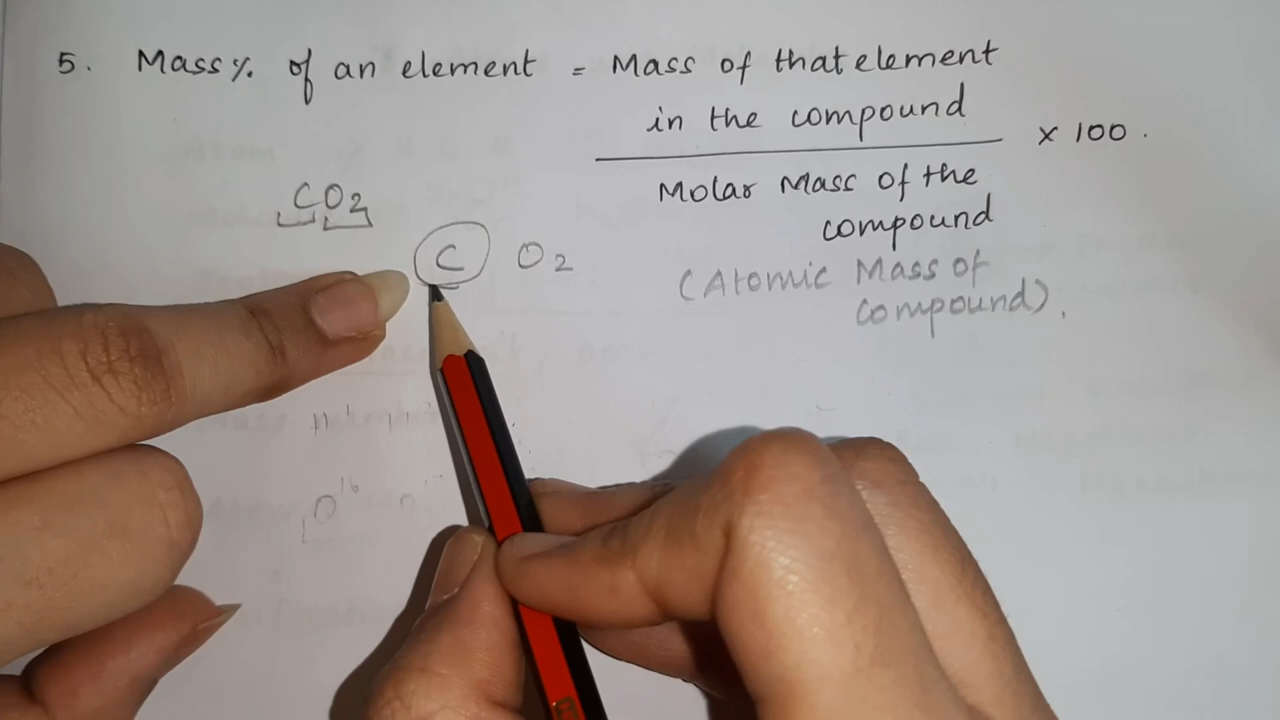 5. Mass % of an element = Mass of that element
in the compound
× 100.
Molar Mass of the
compound
(Atomic Mass of
compound).
CO2
C O2
O16